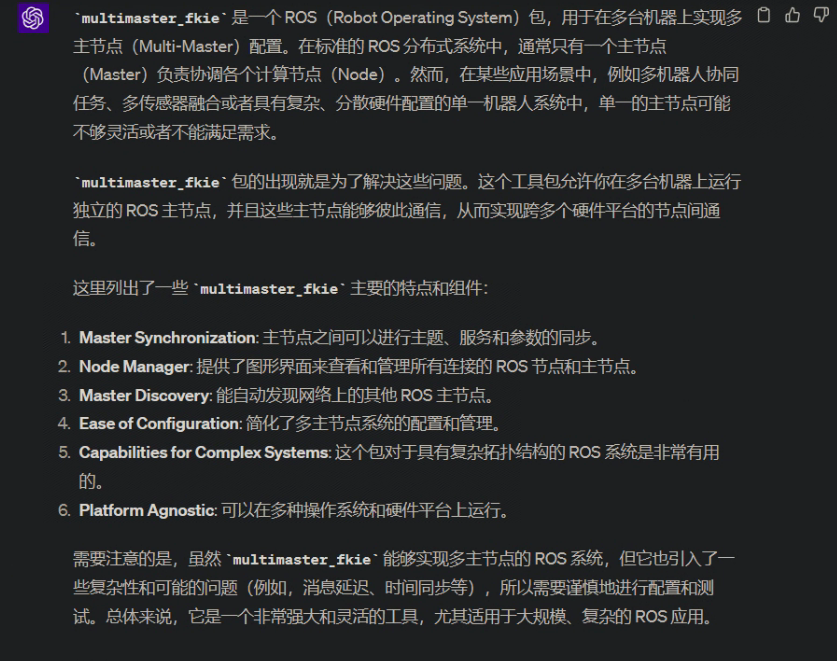 `multimaster_fkie` 是一个 ROS（Robot Operating System）包，用于在多台机器上实现多
主节点（Multi-Master）配置。在标准的 ROS 分布式系统中，通常只有一个主节点
（Master）负责协调各个计算节点（Node）。然而，在某些应用场景中，例如多机器人协同
任务、多传感器融合或者具有复杂、分散硬件配置的单一机器人系统中，单一的主节点可能
不够灵活或者不能满足需求。
`multimaster_fkie` 包的出现就是为了解决这些问题。这个工具包允许你在多台机器上运行
独立的 ROS 主节点，并且这些主节点能够彼此通信，从而实现跨多个硬件平台的节点间通
信。
这里列出了一些 `multimaster_fkie` 主要的特点和组件：
1. Master Synchronization: 主节点之间可以进行主题、服务和参数的同步。
2. Node Manager: 提供了图形界面来查看和管理所有连接的 ROS 节点和主节点。
3. Master Discovery: 能自动发现网络上的其他 ROS 主节点。
4. Ease of Configuration: 简化了多主节点系统的配置和管理。
5. Capabilities for Complex Systems: 这个包对于具有复杂拓扑结构的 ROS 系统是非常有用
的。
6. Platform Agnostic: 可以在多种操作系统和硬件平台上运行。
需要注意的是，虽然 `multimaster_fkie` 能够实现多主节点的 ROS 系统，但它也引入了一
些复杂性和可能的问题（例如，消息延迟、时间同步等），所以需要谨慎地进行配置和测
试。总体来说，它是一个非常强大和灵活的工具，尤其适用于大规模、复杂的 ROS 应用。